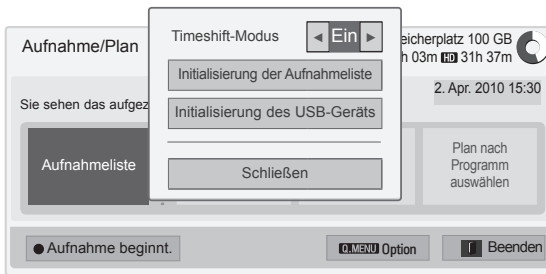 Aufnahme/Plan
Timeshift-Modus
Ein
Initialisierung der Aufnahmeliste
Initialisierung des USB-Geräts
Schließen
eicherplatz 100 GB
03m HD 31h 37m
2. Apr. 2010 15:30
Sie sehen das aufgez
Aufnahmeliste
Plan nach
Programm
auswählen
Aufnahme beginnt.
Q.MENU Option
Beenden